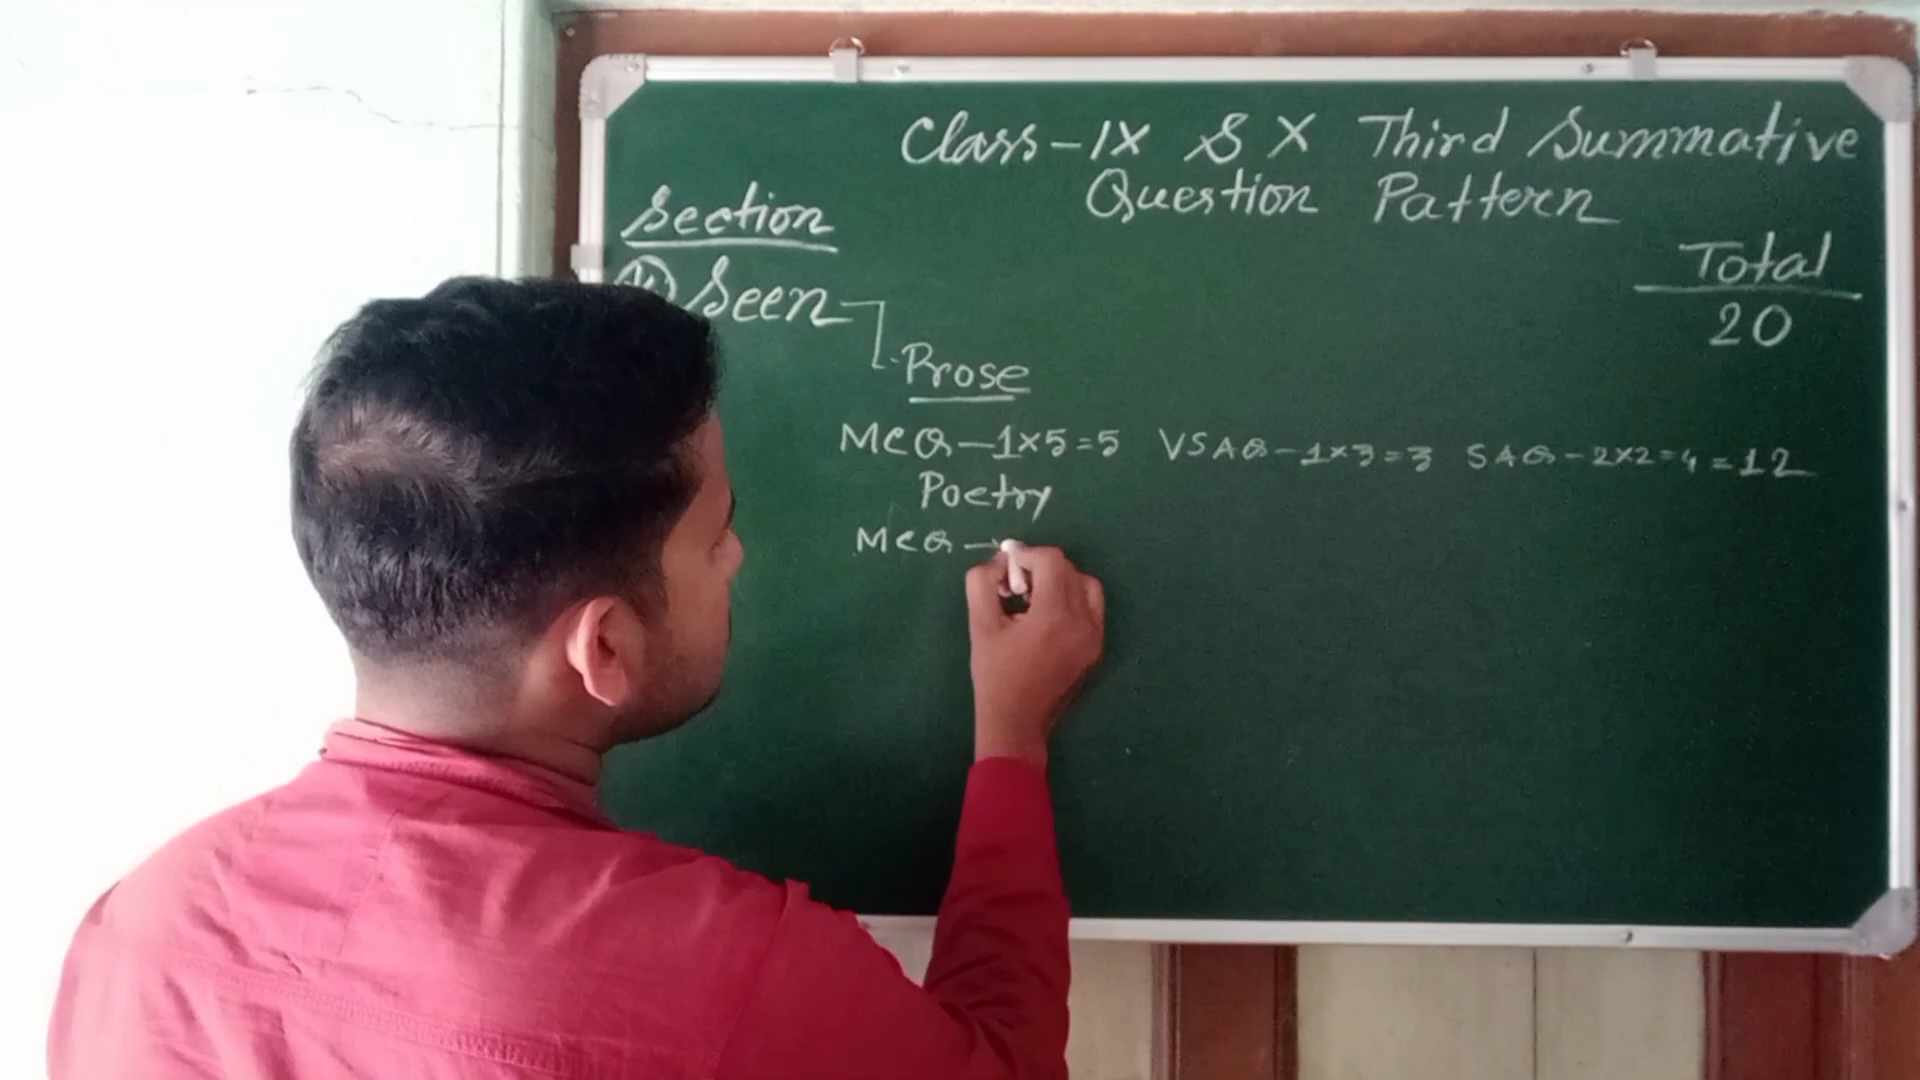 Class-IX & X Third Summative
Question Pattern
Section
Total
Seen
20
Prose
MCQ-1×5=5 VSAQ-1×3=3 SAQ-2×2=4=12
Poetry
MCQ-